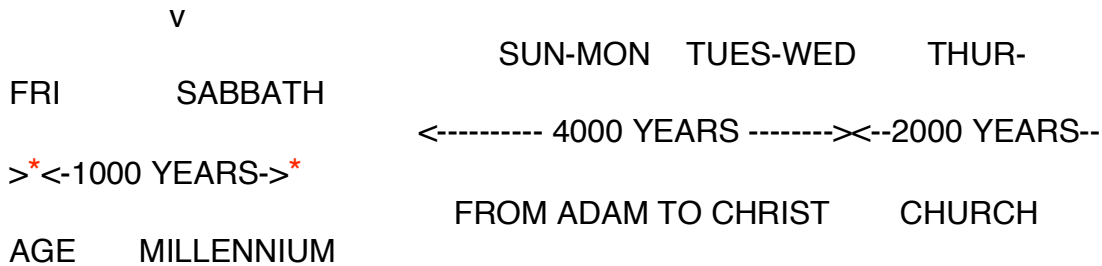 v
SUN-MON TUES-WED THUR-
FRI SABBATH
<---------- 4000 YEARS --------><--2000 YEARS--
>*<-1000 YEARS->*
FROM ADAM TO CHRIST CHURCH
AGE MILLENNIUM